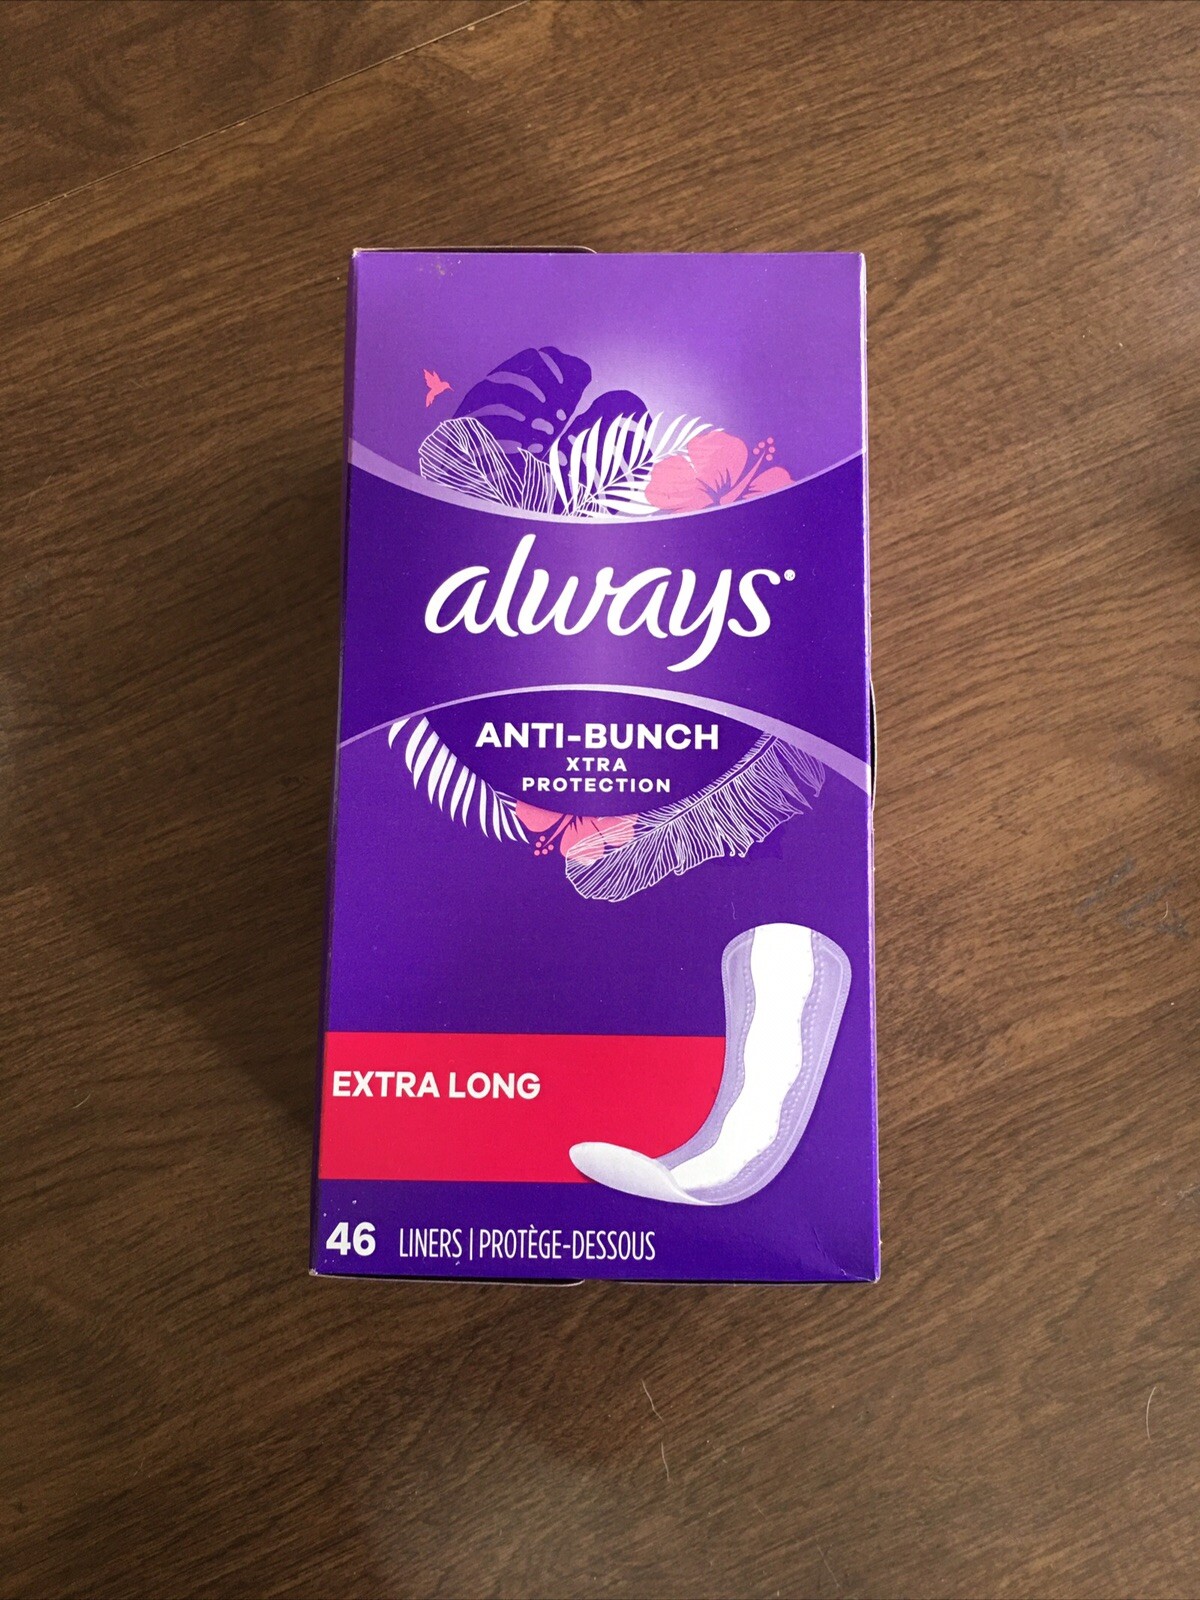 always®
ANTI-BUNCH
XTRA
PROTECTION
EXTRA LONG
46 LINERS | PROTÈGE-DESSOUS